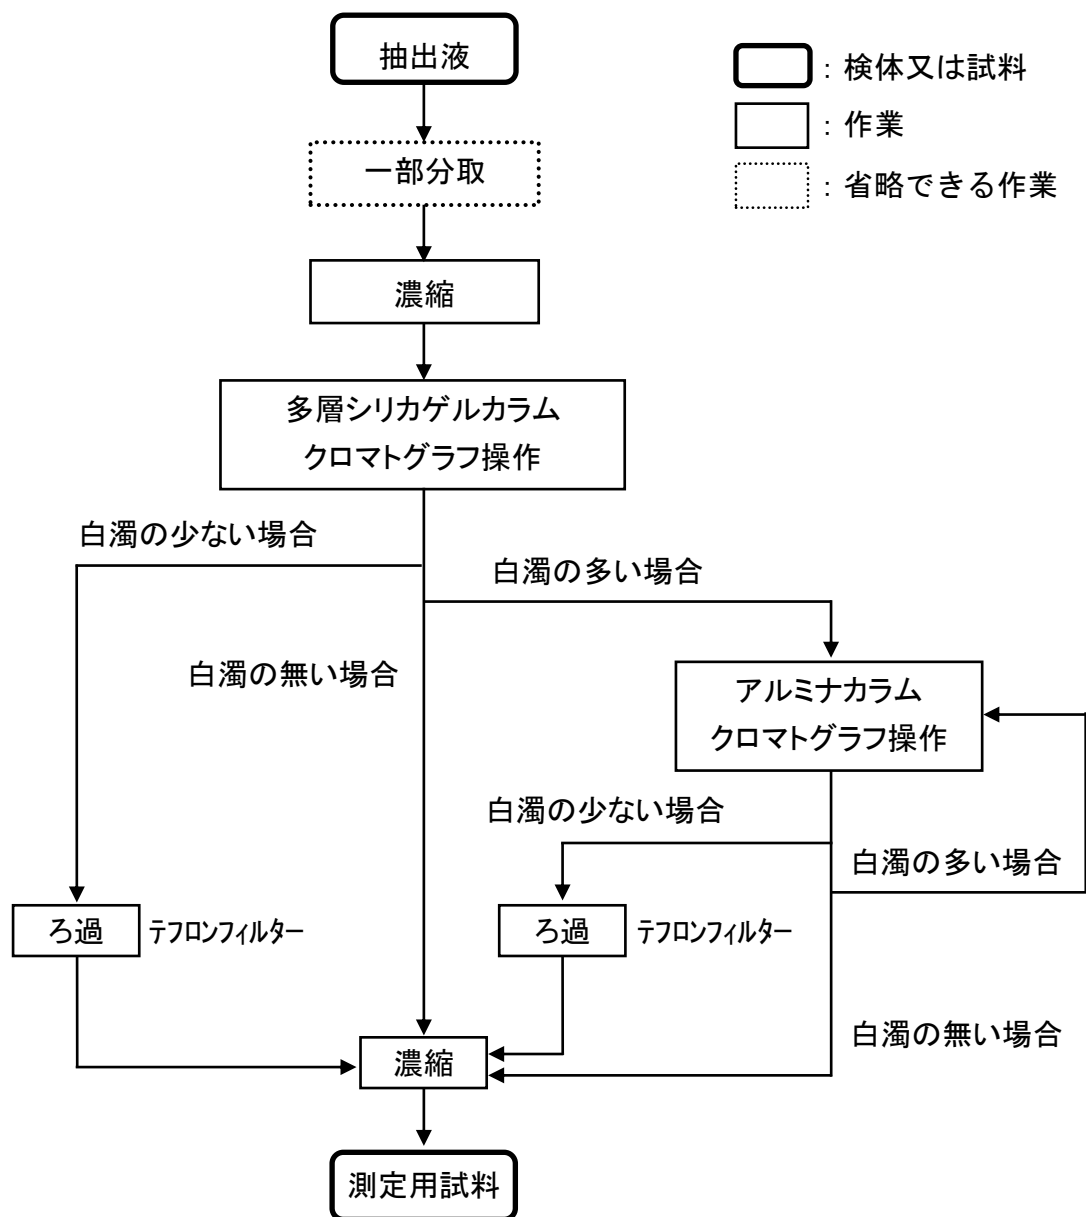 抽出液
：検体又は試料
：作業
一部分取
：省略できる作業
濃縮
多層シリカゲルカラム
クロマトグラフ操作
白濁の少ない場合
白濁の多い場合
白濁の無い場合
アルミナカラム
クロマトグラフ操作
白濁の少ない場合
白濁の多い場合
ろ過
テフロンフィルター
ろ過
テフロンフィルター
白濁の無い場合
濃縮
測定用試料